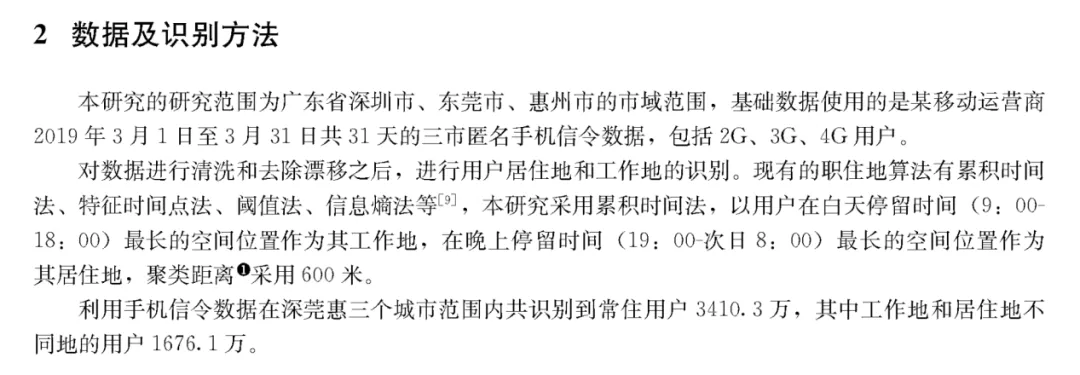 2 数据及识别方法
本研究的研究范围为广东省深圳市、东莞市、惠州市的市域范围，基础数据使用的是某移动运营商
2019 年 3 月 1 日至 3 月 31 日共 31 天的三市匿名手机信令数据，包括 2G、3G、4G 用户。
对数据进行清洗和去除漂移之后，进行用户居住地和工作地的识别。现有的职住地算法有累积时间
法、特征时间点法、阈值法、信息熵法等[9]，本研究采用累积时间法，以用户在白天停留时间（9：00-
18：00）最长的空间位置作为其工作地，在晚上停留时间（19：00-次日 8：00）最长的空间位置作为
其居住地，聚类距离❶采用 600 米。
利用手机信令数据在深莞惠三个城市范围内共识别到常住用户 3410.3 万，其中工作地和居住地不
同地的用户 1676.1 万。